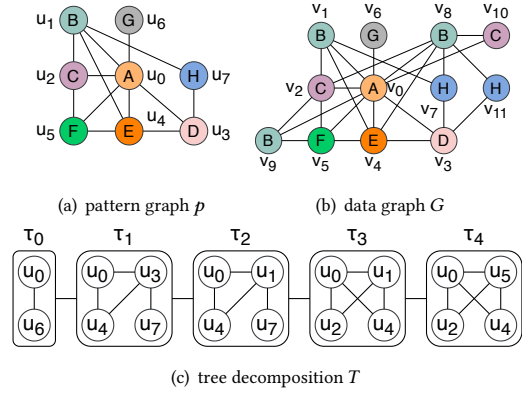 u₁ B G u₆
u₂ C A u₀ H u₇
u₅ F E u₄ D u₃
v₁ v₆ v₈ v₁₀
B G B C
v₂ C A v₀ H H
v₇ v₁₁
B F E D
v₉ v₅ v₄ v₃
(a) pattern graph p
(b) data graph G
τ₀ τ₁ τ₂ τ₃ τ₄
u₀ u₀ u₃ u₀ u₁ u₀ u₁ u₀ u₅
u₆ u₄ u₇ u₄ u₇ u₂ u₄ u₂ u₄
(c) tree decomposition T